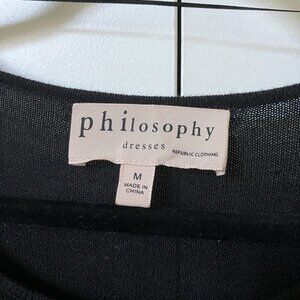 philosophy
dresses
REPUBLIC CLOTHING
M
MADE IN
CHINA